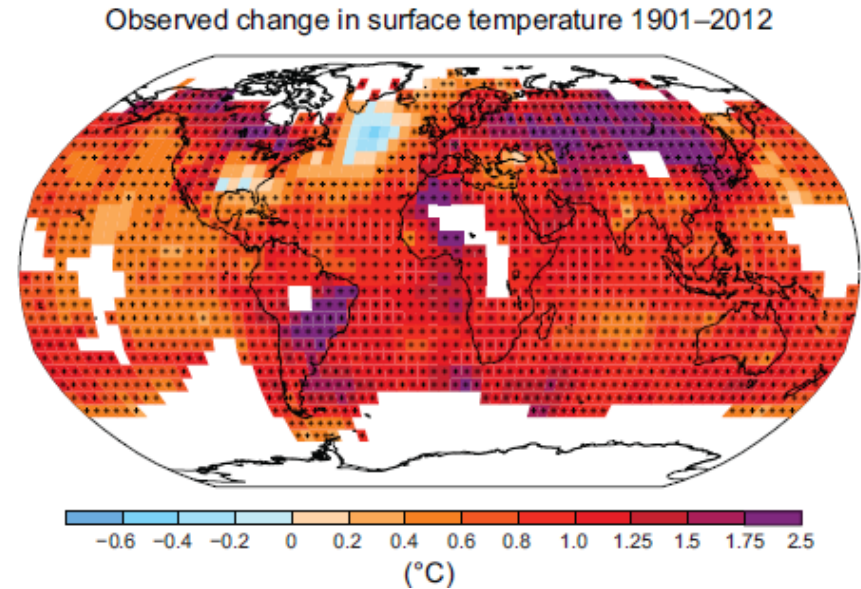 Observed change in surface temperature 1901–2012
−0.6 −0.4 −0.2 0 0.2 0.4 0.6 0.8 1.0 1.25 1.5 1.75 2.5
(°C)